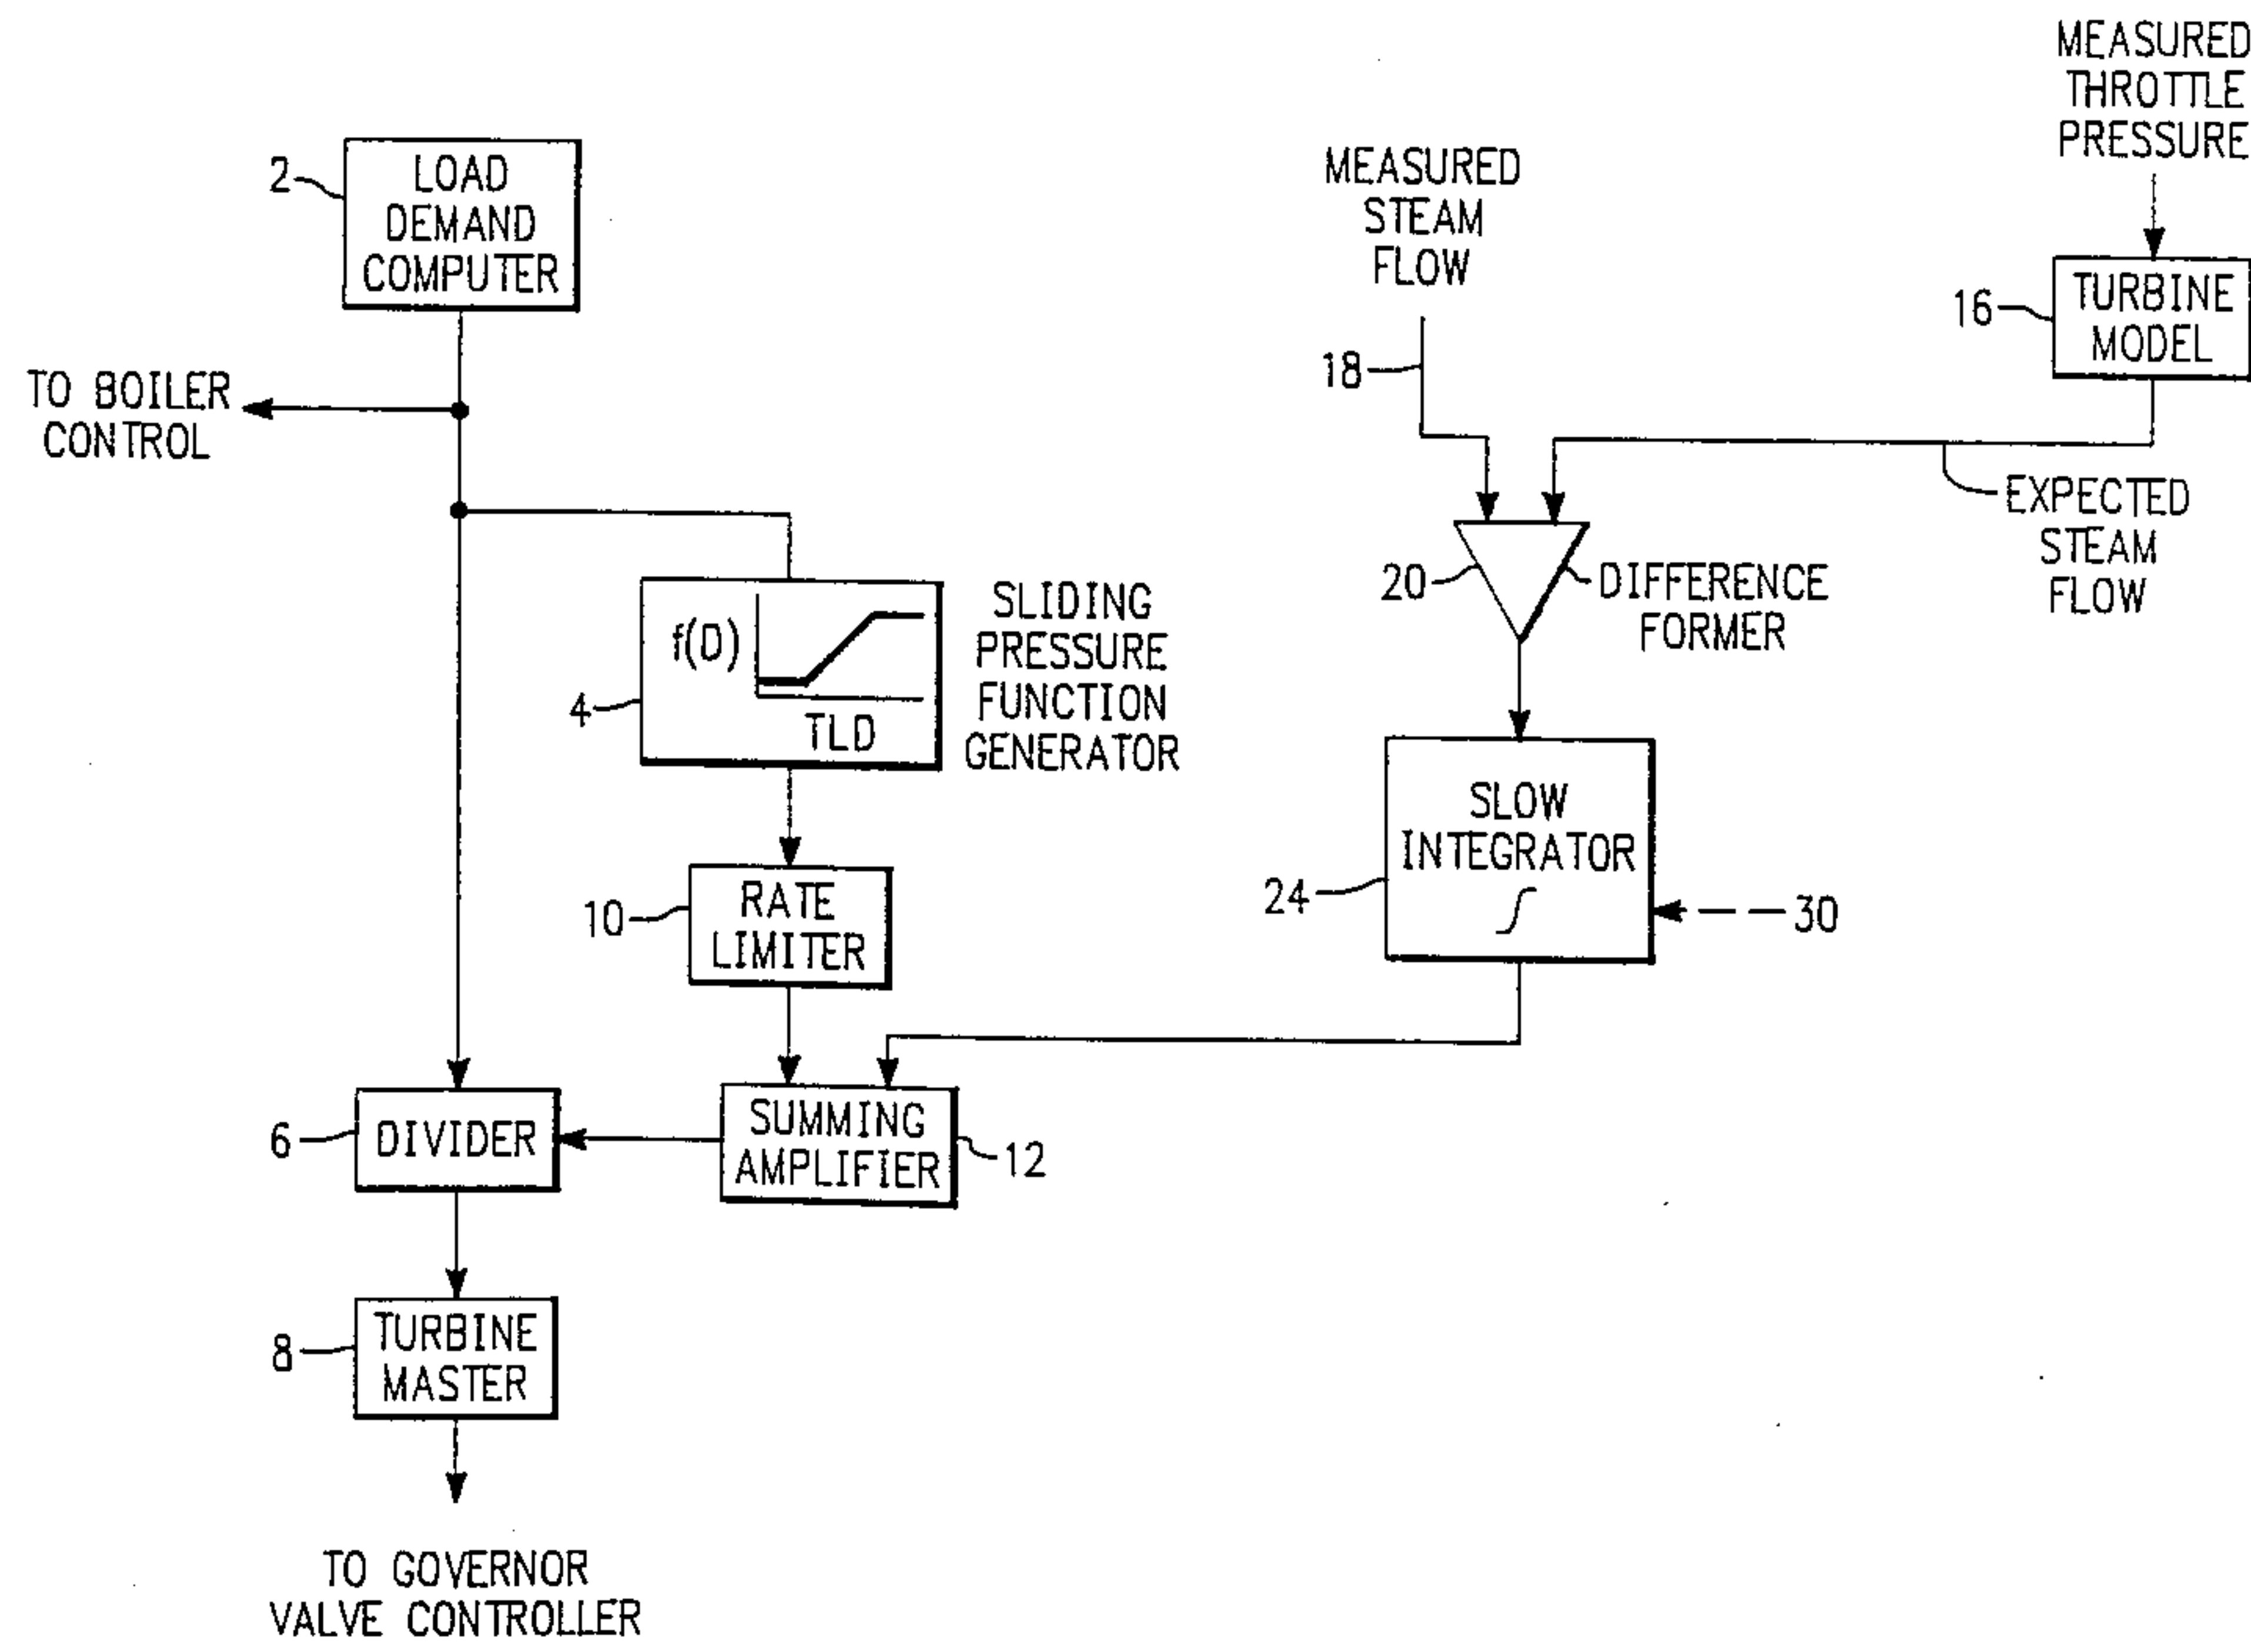 MEASURED
THROTTLE
PRESSURE
2
LOAD
DEMAND
COMPUTER
MEASURED
STEAM
FLOW
16
TURBINE
MODEL
18
TO BOILER
CONTROL
EXPECTED
STEAM
FLOW
20
DIFFERENCE
FORMER
4
f(D)
TLD
SLIDING
PRESSURE
FUNCTION
GENERATOR
24
SLOW
INTEGRATOR
∫
30
10
RATE
LIMITER
6
DIVIDER
SUMMING
AMPLIFIER
12
8
TURBINE
MASTER
TO GOVERNOR
VALVE CONTROLLER